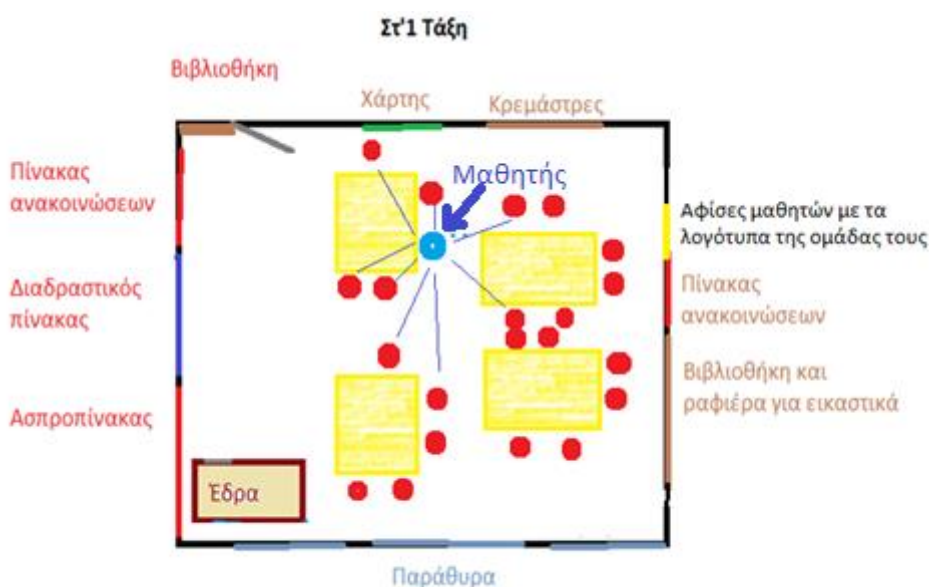 Στ'1 Τάξη
Βιβλιοθήκη
Χάρτης
Κρεμάστρες
Πίνακας
ανακοινώσεων
Μαθητής
Αφίσες μαθητών με τα
λογότυπα της ομάδας τους
Διαδραστικός
πίνακας
Πίνακας
ανακοινώσεων
Βιβλιοθήκη και
ραφιέρα για εικαστικά
Ασπροπίνακας
Έδρα
Παράθυρα